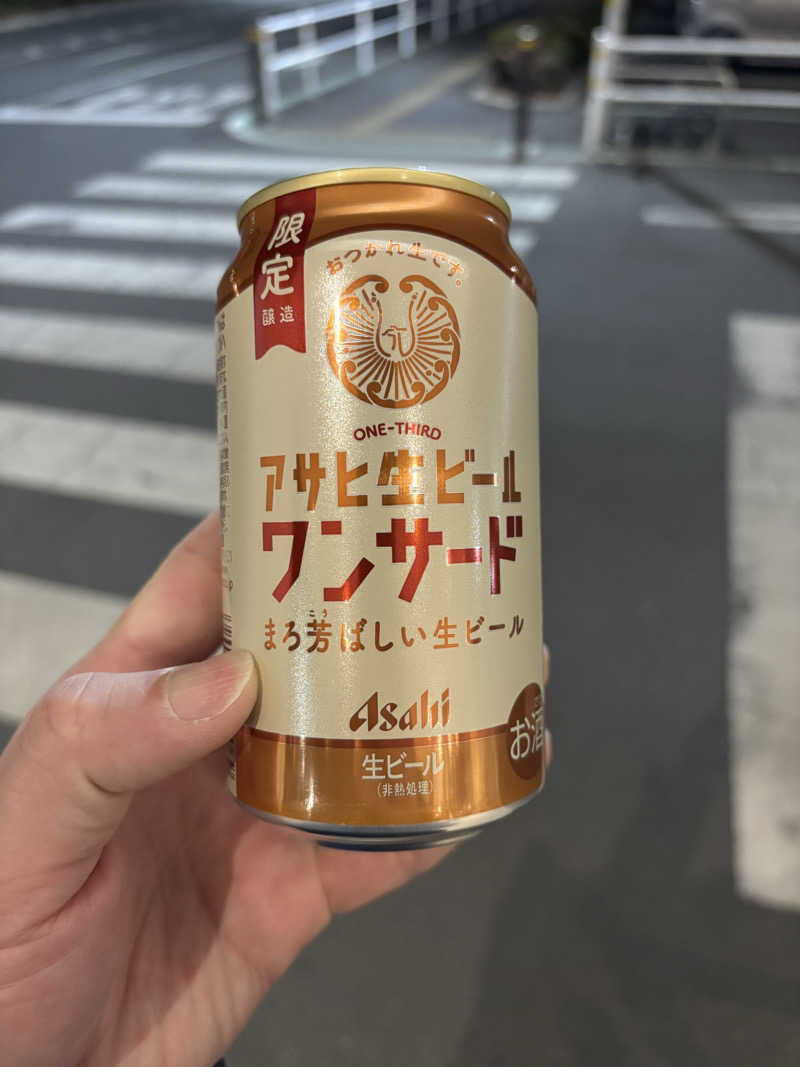 限定
醸造
おつかれ生です。
ONE-THIRD
アサヒ生ビール
ワンサード
こう
まろ芳ばしい生ビール
Asahi
お酒
生ビール
(非熱処理)